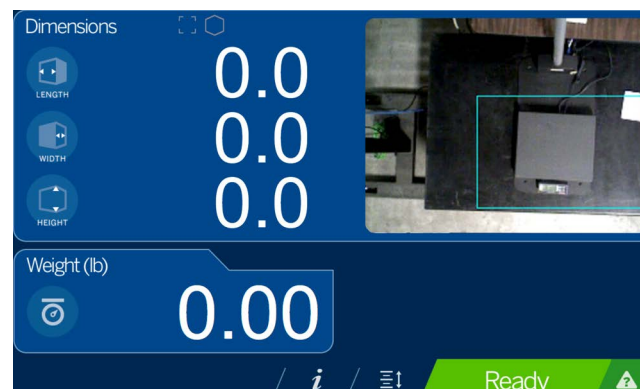 Dimensions
LENGTH
0.0
WIDTH
0.0
HEIGHT
0.0
Weight (lb)
0.00
i
Ready
?